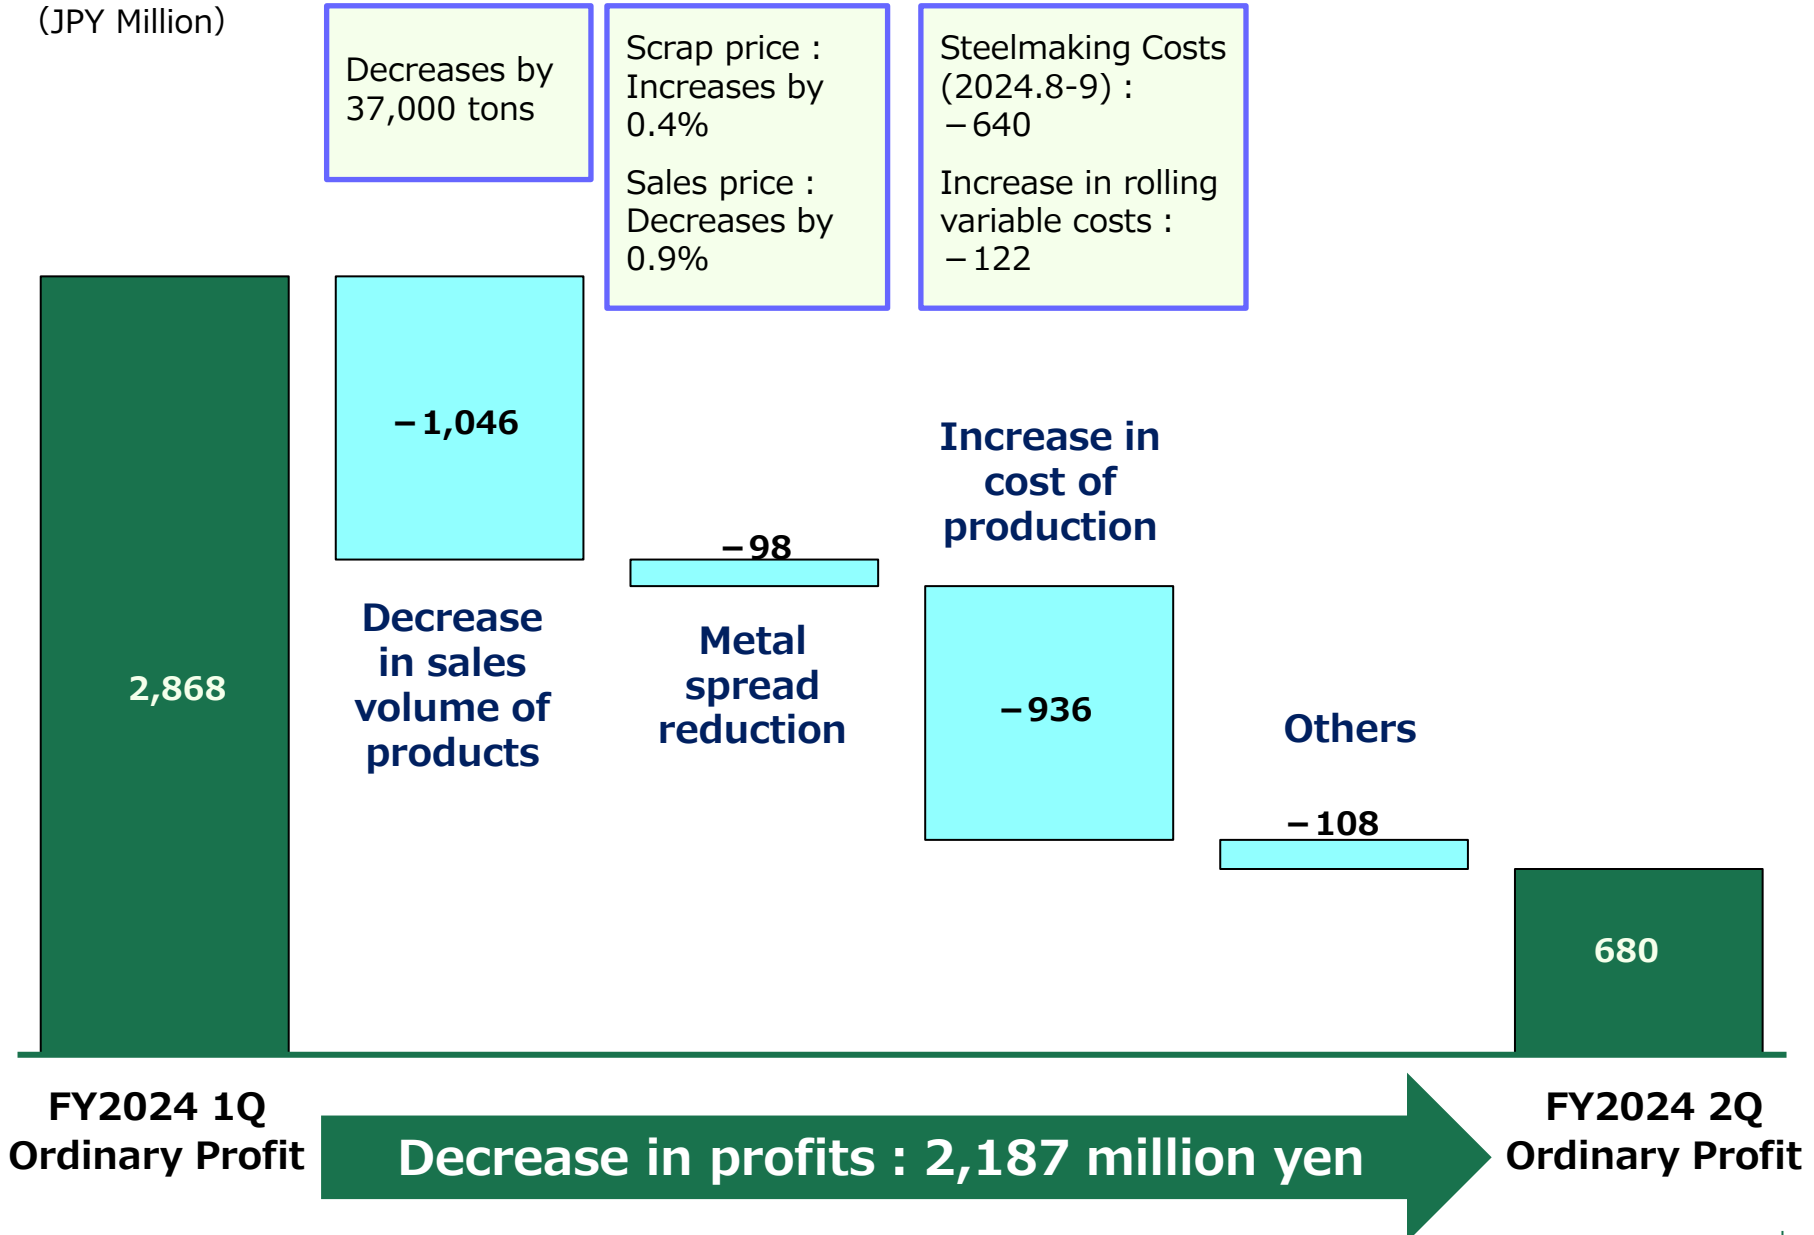 （JPY Million）
Decreases by
37,000 tons
Scrap price :
Increases by
0.4%
Sales price :
Decreases by
0.9%
Steelmaking Costs
(2024.8-9) :
－640
Increase in rolling
variable costs :
－122
－1,046
Decrease
in sales
volume of
products
－98
Metal
spread
reduction
Increase in
cost of
production
－936
Others
－108
2,868
680
FY2024 1Q
Ordinary Profit
Decrease in profits : 2,187 million yen
FY2024 2Q
Ordinary Profit